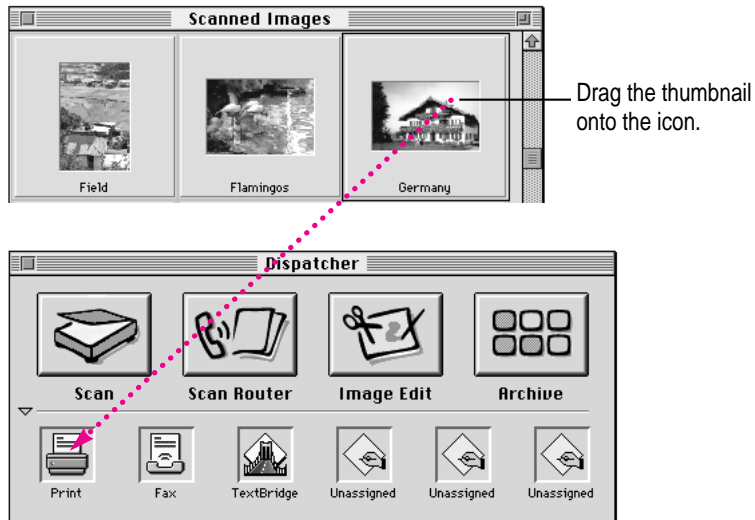 Scanned Images
Drag the thumbnail
onto the icon.
Field Flamingos Germany
Dispatcher
Scan Scan Router Image Edit Archive
Print Fax TextBridge Unassigned Unassigned Unassigned